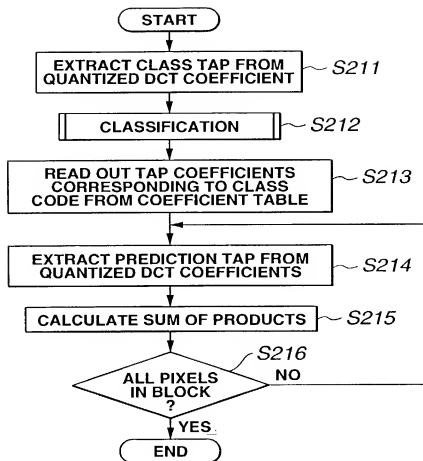 START
EXTRACT CLASS TAP FROM
QUANTIZED DCT COEFFICIENT
S211
CLASSIFICATION
S212
READ OUT TAP COEFFICIENTS
CORRESPONDING TO CLASS
CODE FROM COEFFICIENT TABLE
S213
EXTRACT PREDICTION TAP FROM
QUANTIZED DCT COEFFICIENTS
S214
CALCULATE SUM OF PRODUCTS
S215
S216
ALL PIXELS
IN BLOCK
?
NO
YES
END